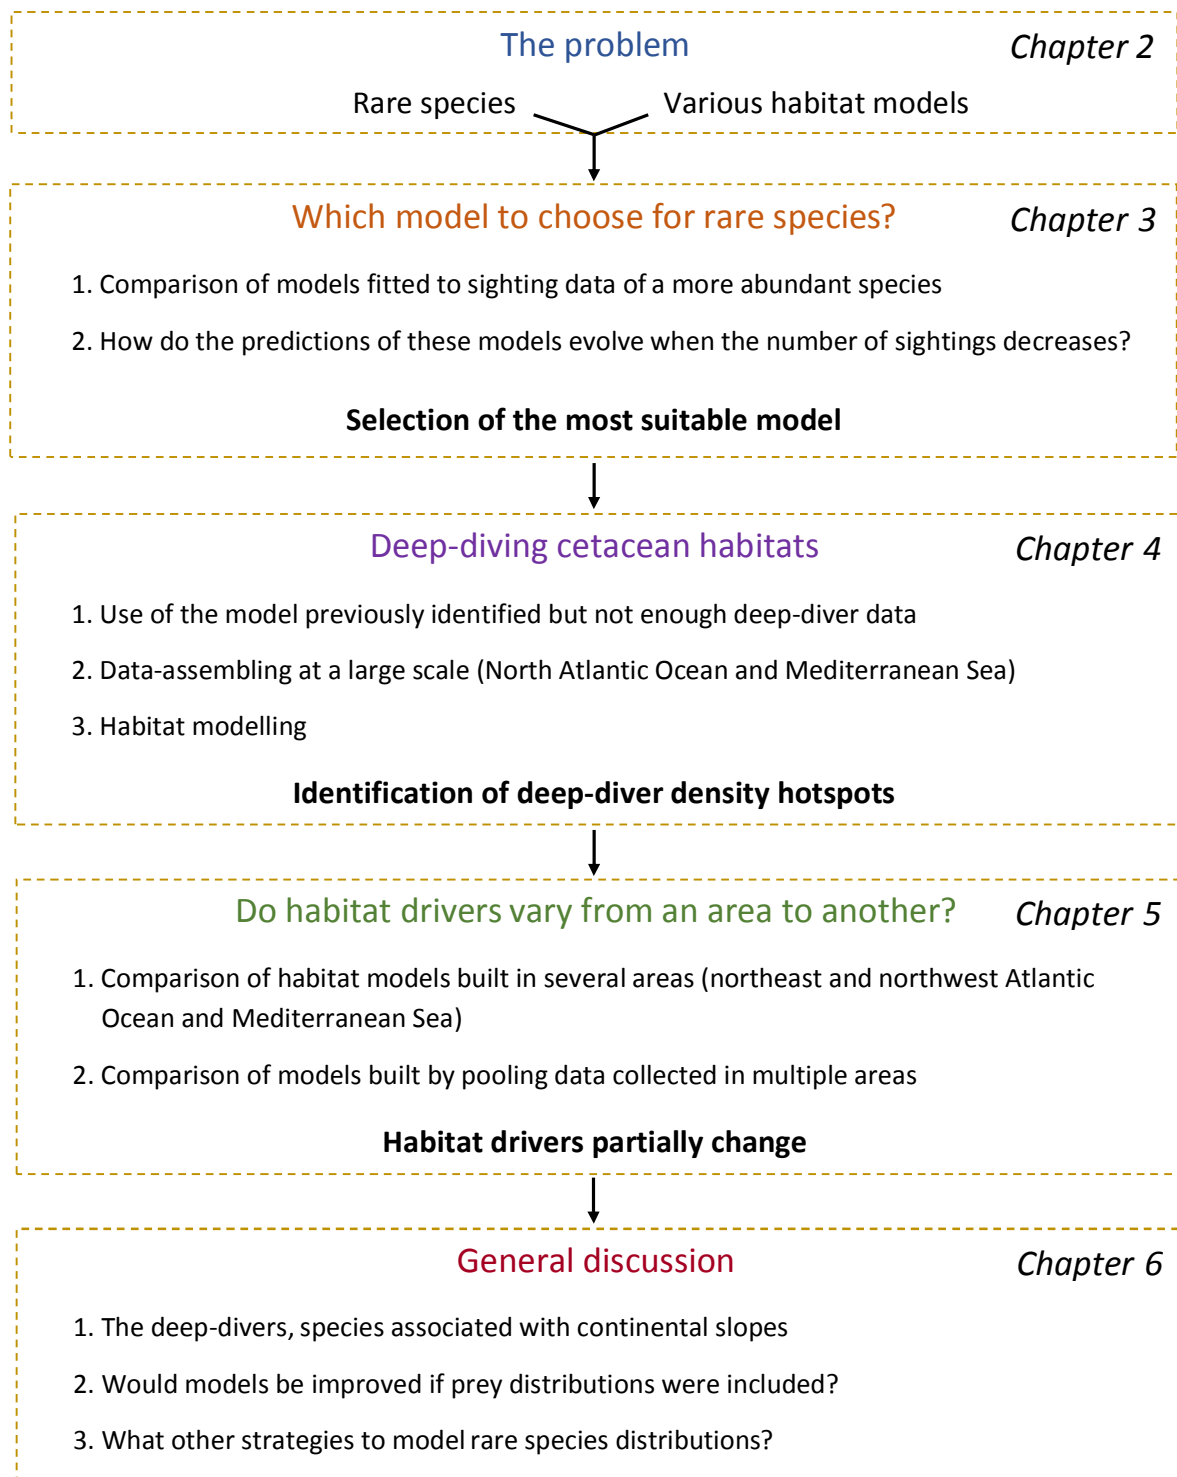 The problem
Chapter 2
Rare species
Various habitat models
Which model to choose for rare species?
Chapter 3
1. Comparison of models fitted to sighting data of a more abundant species
2. How do the predictions of these models evolve when the number of sightings decreases?
Selection of the most suitable model
Deep-diving cetacean habitats
Chapter 4
1. Use of the model previously identified but not enough deep-diver data
2. Data-assembling at a large scale (North Atlantic Ocean and Mediterranean Sea)
3. Habitat modelling
Identification of deep-diver density hotspots
Do habitat drivers vary from an area to another?
Chapter 5
1. Comparison of habitat models built in several areas (northeast and northwest Atlantic
Ocean and Mediterranean Sea)
2. Comparison of models built by pooling data collected in multiple areas
Habitat drivers partially change
General discussion
Chapter 6
1. The deep-divers, species associated with continental slopes
2. Would models be improved if prey distributions were included?
3. What other strategies to model rare species distributions?